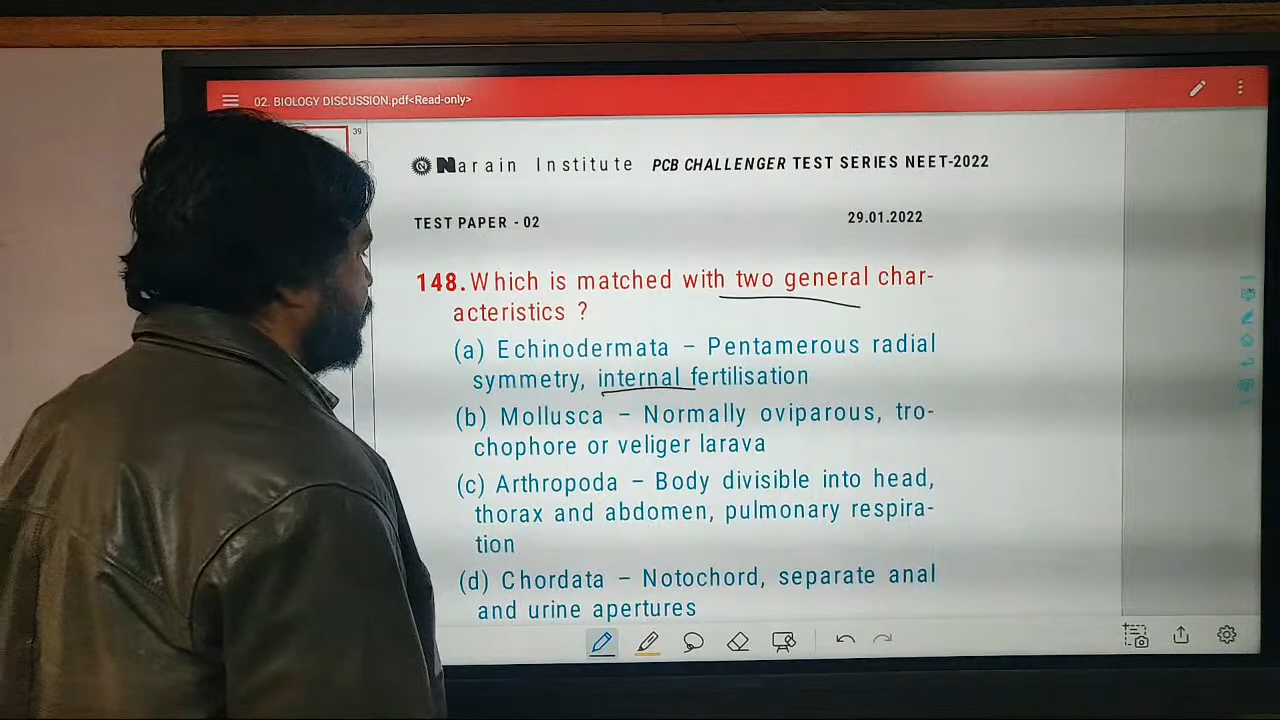 02. BIOLOGY DISCUSSION.pdf<Read-only>
39
Narain Institute PCB CHALLENGER TEST SERIES NEET-2022
TEST PAPER - 02 29.01.2022
148. Which is matched with two general char-
acteristics ?
(a) Echinodermata – Pentamerous radial
symmetry, internal fertilisation
(b) Mollusca – Normally oviparous, tro-
chophore or veliger larava
(c) Arthropoda – Body divisible into head,
thorax and abdomen, pulmonary respira-
tion
(d) Chordata – Notochord, separate anal
and urine apertures